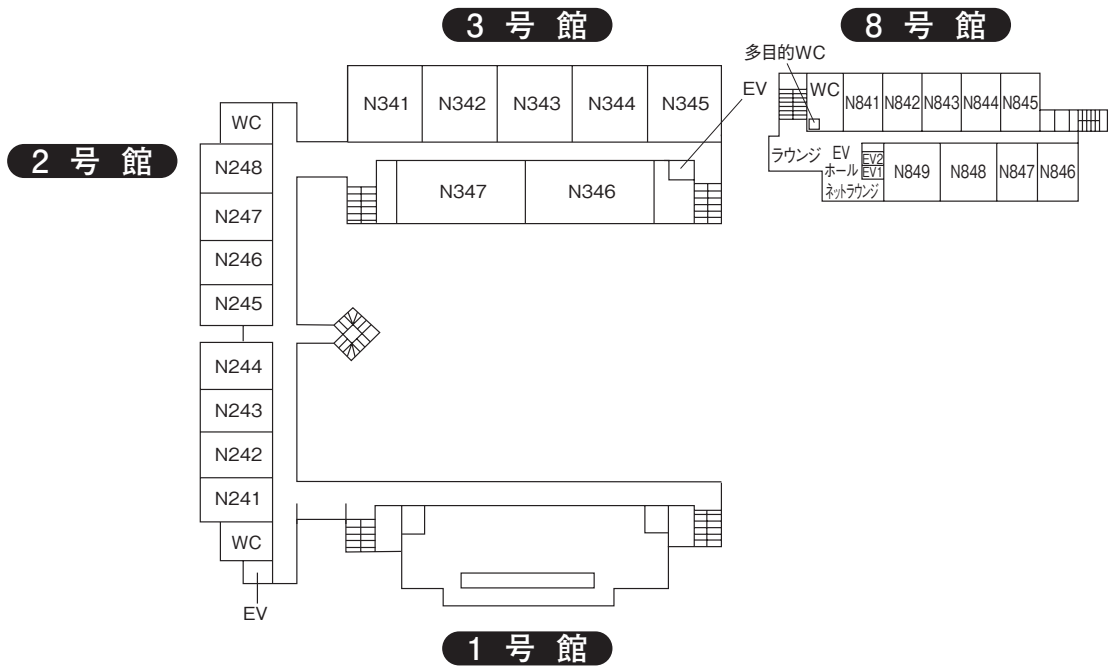 3 号 館
8 号 館
多目的WC
EV
WC
N341
N342
N343
N344
N345
N841
N842
N843
N844
N845
WC
2 号 館
N248
ラウンジ
EV
ホール
ネットラウンジ
EV2
EV1
N849
N848
N847
N846
N347
N346
N247
N246
N245
N244
N243
N242
N241
WC
EV
1 号 館